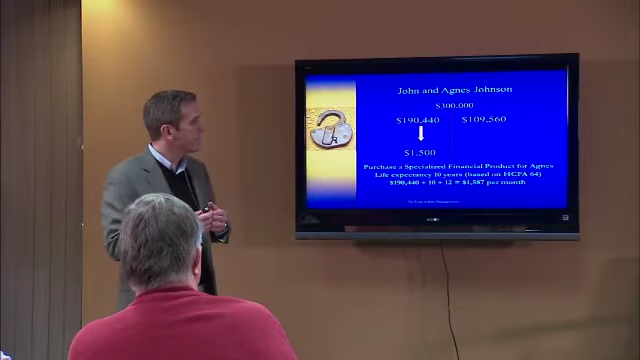 John and Agnes Johnson
$300,000
$190,440 $109,560
$1,500
Purchase a Specialized Financial Product for Agnes
Life expectancy 10 years (based on HCFA 64)
$190,440 ÷ 10 ÷ 12 = $1,587 per month